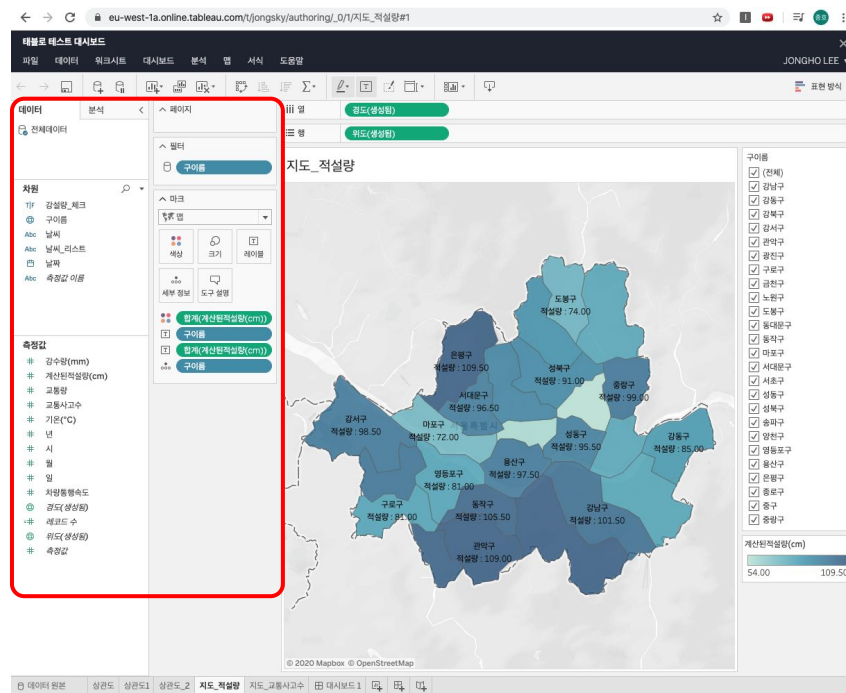 eu-west-1a.online.tableau.com/t/jongsky/authoring/_0/1/지도_적설량#1
태블로 테스트 대시보드
파일 데이터 워크시트 대시보드 분석 맵 서식 도움말
JONGHO LEE
표현 방식
데이터 분석
전체데이터
차원
T|F 강설량_체크
구이름
Abc 날씨
Abc 날씨_리스트
날짜
Abc 측정값 이름
측정값
# 강수량(mm)
# 계산된적설량(cm)
# 교통량
# 교통사고수
# 기온(°C)
# 년
# 시
# 월
# 일
# 차량통행속도
경도(생성됨)
# 레코드 수
위도(생성됨)
# 측정값
페이지
필터
구이름
마크
맵
색상 크기 레이블
세부 정보 도구 설명
합계(계산된적설량(cm))
구이름
합계(계산된적설량(cm))
구이름
열 경도(생성됨)
행 위도(생성됨)
지도_적설량
도봉구
적설량 : 74.00
은평구
적설량 : 109.50
성북구
적설량 : 91.00
중랑구
적설량 : 99.00
서대문구
적설량 : 96.50
강서구
적설량 : 98.50
마포구
적설량 : 72.00
서울특별시
성동구
적설량 : 95.50
강동구
적설량 : 85.00
용산구
적설량 : 97.50
영등포구
적설량 : 81.00
구로구
적설량 : 81.00
동작구
적설량 : 105.50
강남구
적설량 : 101.50
관악구
적설량 : 109.00
© 2020 Mapbox © OpenStreetMap
구이름
(전체)
강남구
강동구
강북구
강서구
관악구
광진구
구로구
금천구
노원구
도봉구
동대문구
동작구
마포구
서대문구
서초구
성동구
성북구
송파구
양천구
영등포구
용산구
은평구
종로구
중구
중랑구
계산된적설량(cm)
54.00 109.50
데이터 원본 상관도 상관도1 상관도_2 지도_적설량 지도_교통사고수 대시보드 1